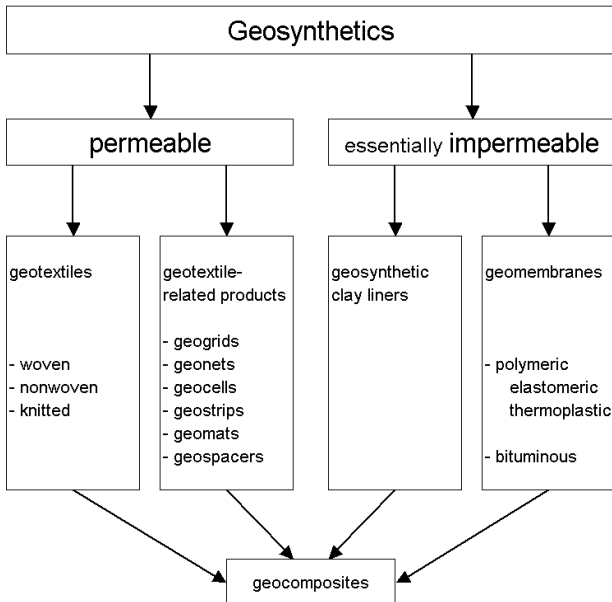 Geosynthetics
permeable
essentially impermeable
geotextiles
- woven
- nonwoven
- knitted
geotextile-
related products
- geogrids
- geonets
- geocells
- geostrips
- geomats
- geospacers
geosynthetic
clay liners
geomembranes
- polymeric
elastomeric
thermoplastic
- bituminous
geocomposites